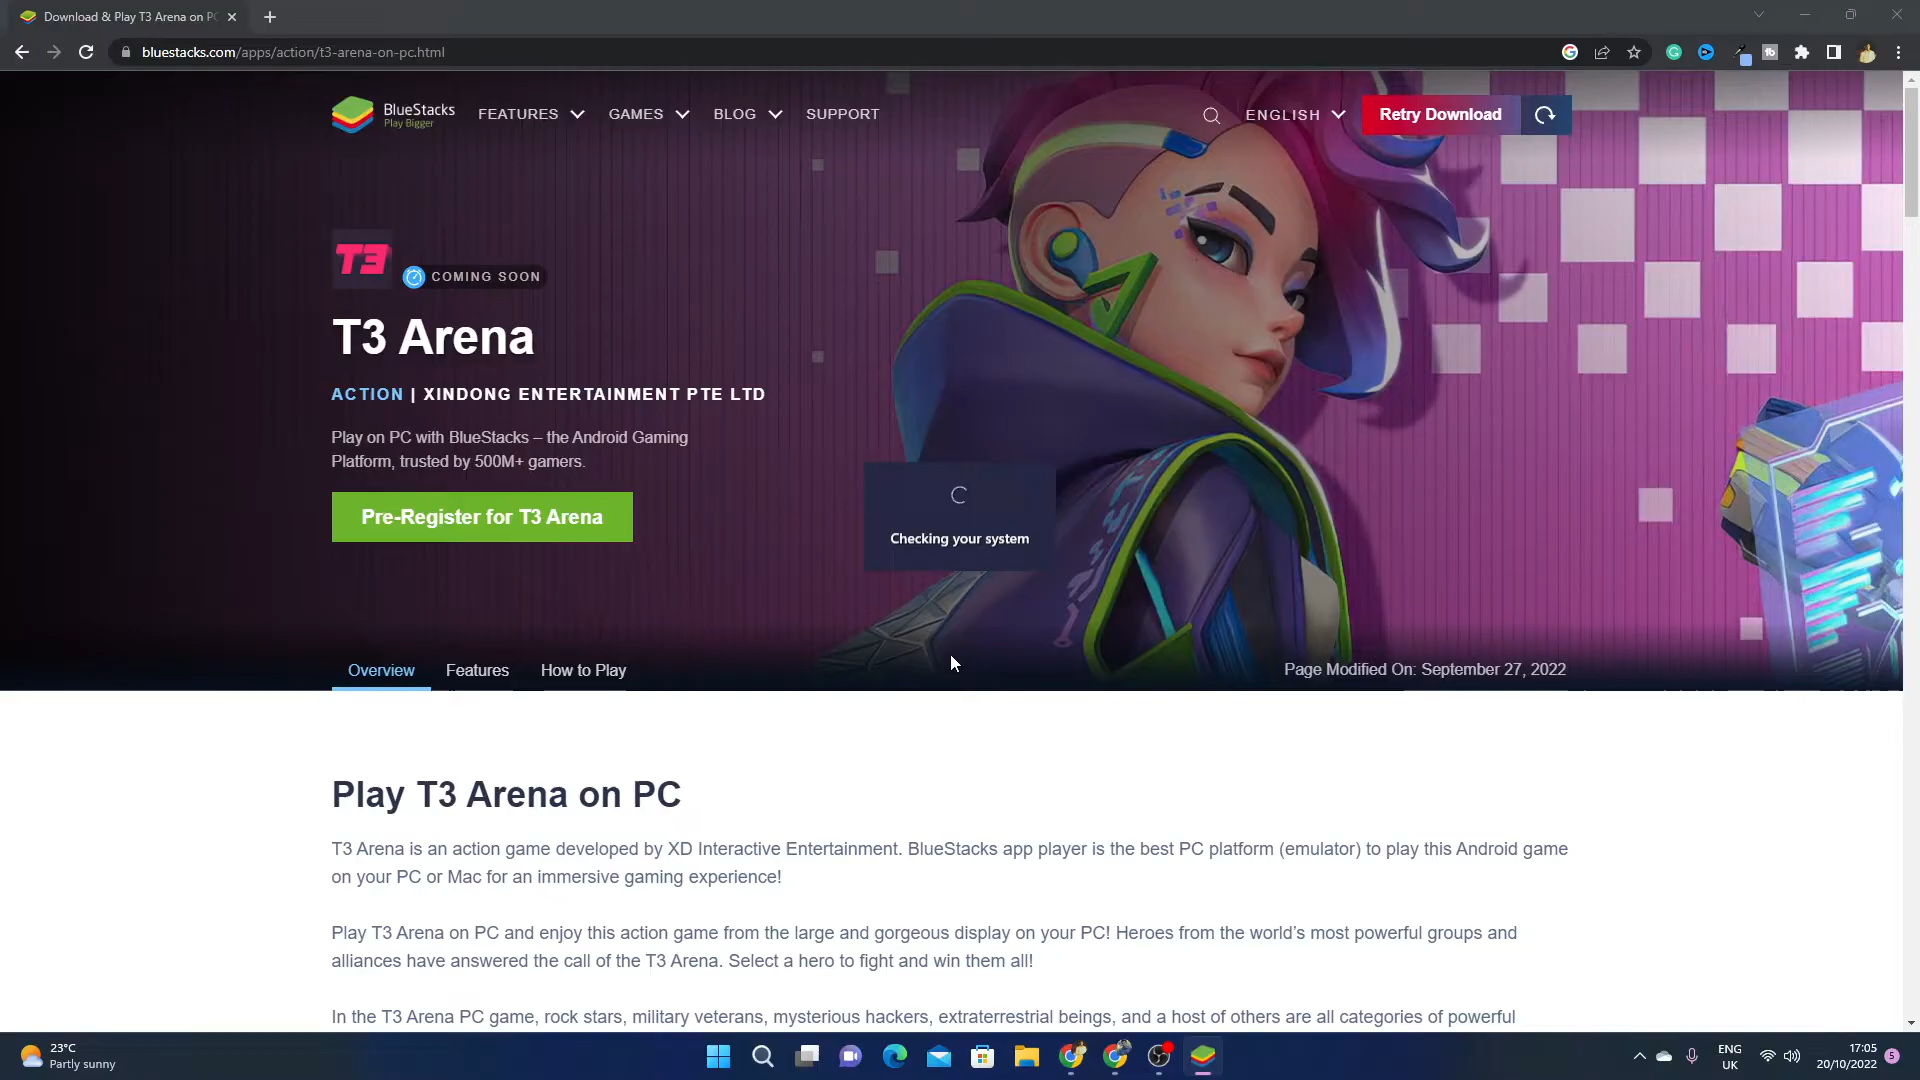 Download & Play T3 Arena on PC
bluestacks.com/apps/action/t3-arena-on-pc.html
BlueStacks
Play Bigger
FEATURES
GAMES
BLOG
SUPPORT
ENGLISH
Retry Download
T3
COMING SOON
T3 Arena
ACTION | XINDONG ENTERTAINMENT PTE LTD
Play on PC with BlueStacks – the Android Gaming
Platform, trusted by 500M+ gamers.
Pre-Register for T3 Arena
Checking your system
Overview
Features
How to Play
Page Modified On: September 27, 2022
Play T3 Arena on PC
T3 Arena is an action game developed by XD Interactive Entertainment. BlueStacks app player is the best PC platform (emulator) to play this Android game
on your PC or Mac for an immersive gaming experience!
Play T3 Arena on PC and enjoy this action game from the large and gorgeous display on your PC! Heroes from the world’s most powerful groups and
alliances have answered the call of the T3 Arena. Select a hero to fight and win them all!
In the T3 Arena PC game, rock stars, military veterans, mysterious hackers, extraterrestrial beings, and a host of others are all categories of powerful
23°C
Partly sunny
ENG
UK
17:05
20/10/2022
5